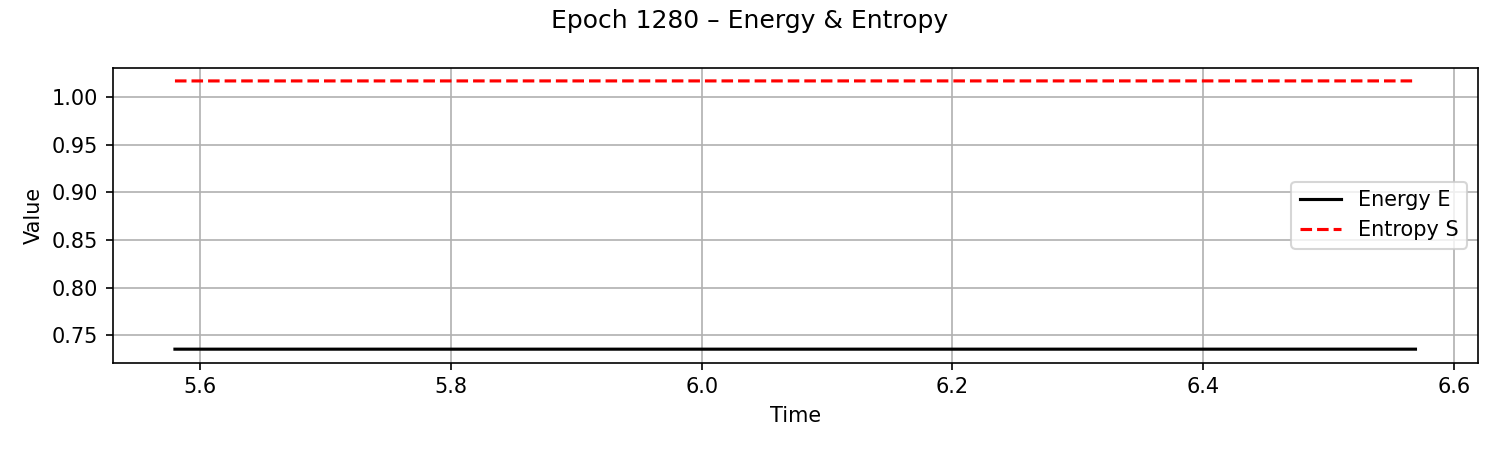 Epoch 1280 – Energy & Entropy
1.00
0.95
0.90
0.85
0.80
0.75
Value
Energy E
Entropy S
5.6 5.8 6.0 6.2 6.4 6.6
Time